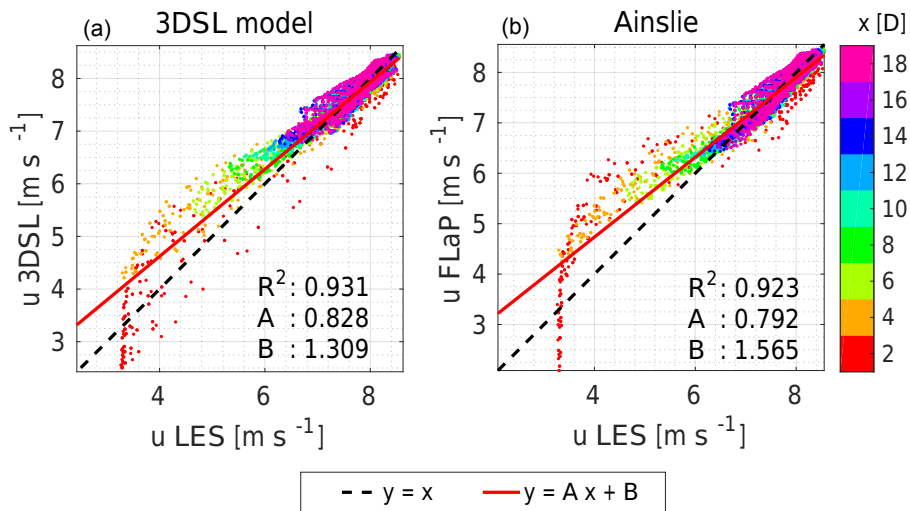 (a) 3DSL model
(b) Ainslie
x [D]
u 3DSL [m s⁻¹]
8
7
6
5
4
3
R²: 0.931
A : 0.828
B : 1.309
4 6 8
u LES [m s⁻¹]
u FLaP [m s⁻¹]
8
7
6
5
4
3
R²: 0.923
A : 0.792
B : 1.565
4 6 8
u LES [m s⁻¹]
18
16
14
12
10
8
6
4
2
y = x
y = A x + B